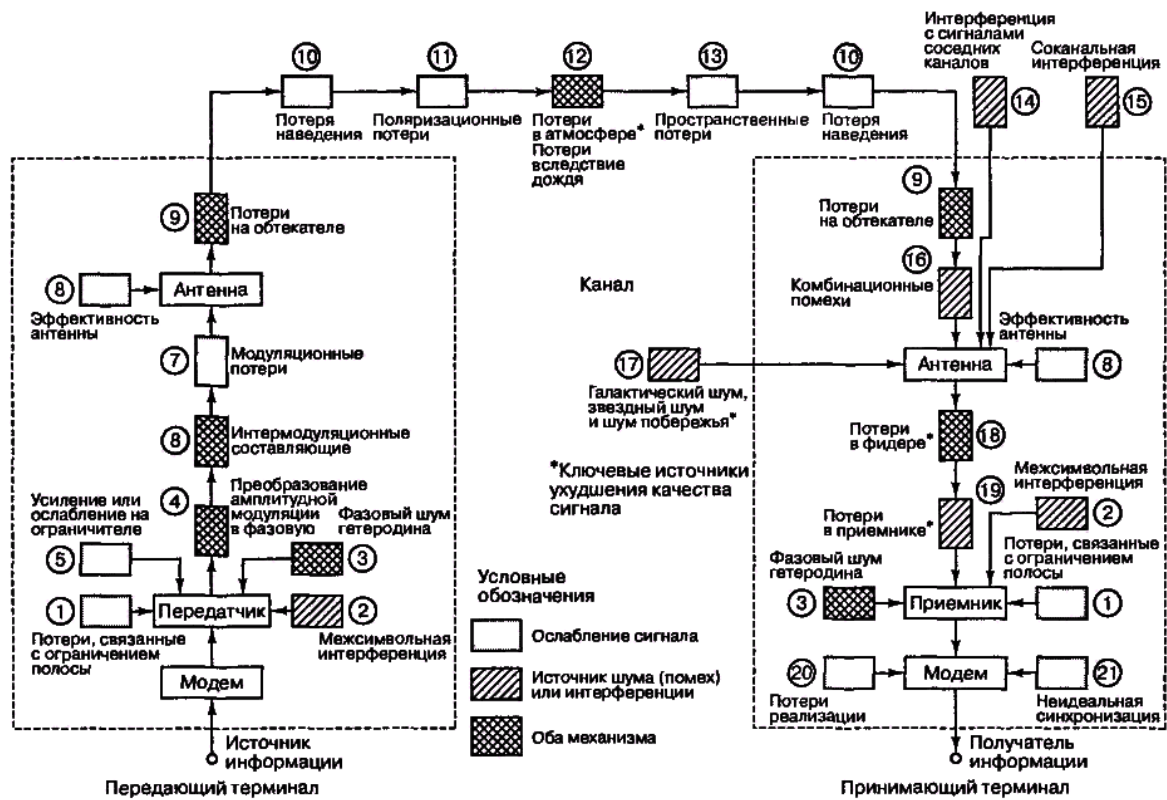 10
Потеря
наведения
11
Поляризационные
потери
12
Потери
в атмосфере*
Потери
вследствие
дождя
13
Пространственные
потери
10
Потеря
наведения
Интерференция
с сигналами
соседних
каналов
14
Соканальная
интерференция
15
9
Потери
на обтекателе
8
Антенна
Эффективность
антенны
7
Модуляционные
потери
8
Интермодуляционные
составляющие
4
Преобразование
амплитудной
модуляции
в фазовую
Усиление или
ослабление на
ограничителе
5
Фазовый шум
гетеродина
3
1
Передатчик
2
Потери, связанные
с ограничением
полосы
Межсимвольная
интерференция
Модем
Источник
информации
Передающий терминал
Канал
17
Галактический шум,
звездный шум
и шум побережья*
*Ключевые источники
ухудшения качества
сигнала
Условные
обозначения
Ослабление сигнала
Источник шума (помех)
или интерференции
Оба механизма
9
Потери
на обтекателе
16
Комбинационные
помехи
Эффективность
антенны
Антенна
8
Потери
в фидере*
18
19
Потери
в приемнике*
Межсимвольная
интерференция
2
Потери, связанные
с ограничением
полосы
Фазовый шум
гетеродина
3
Приемник
1
20
Модем
21
Потери
реализации
Неидеальная
синхронизация
Получатель
информации
Принимающий терминал